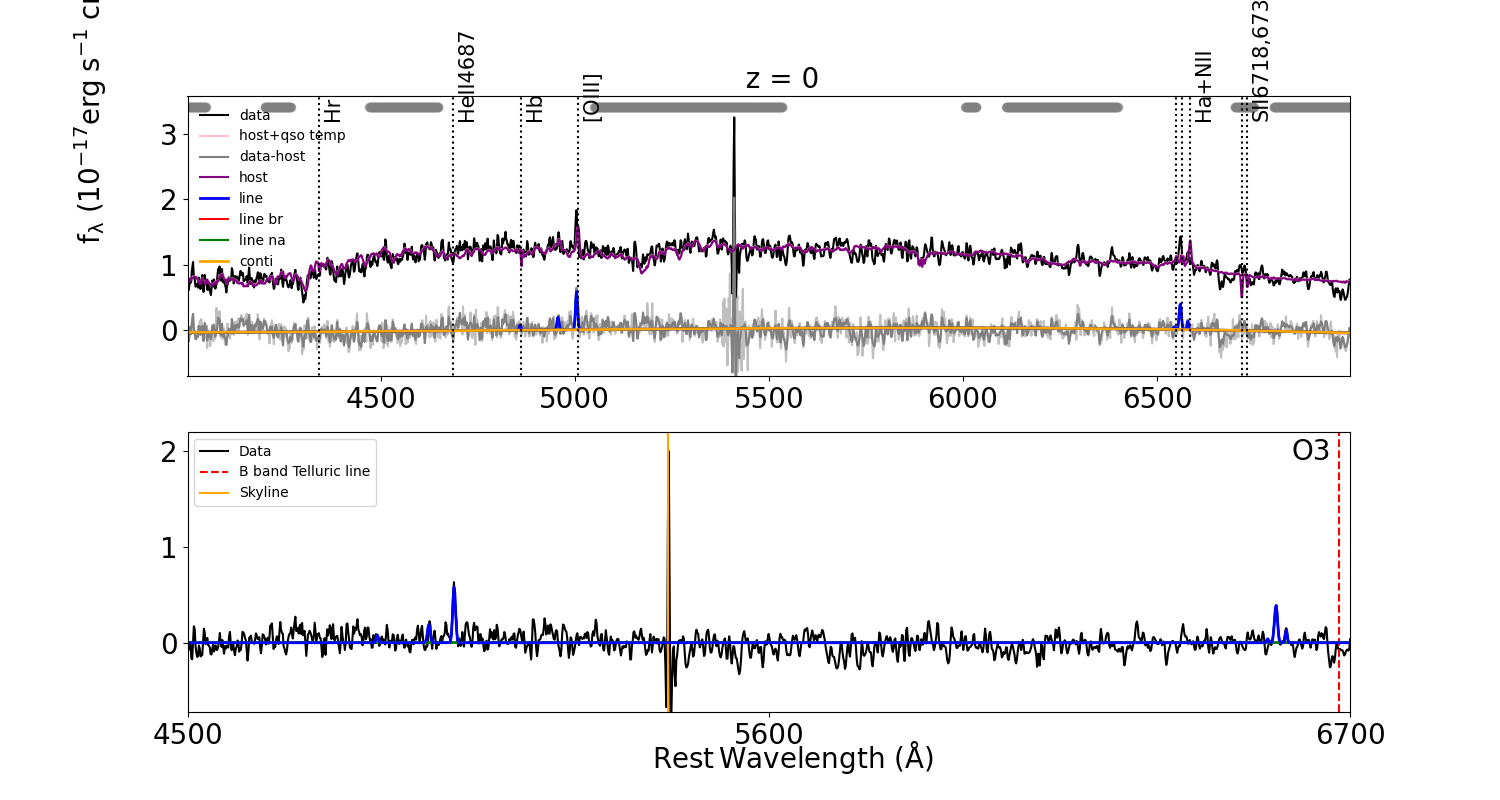 z = 0
f_λ (10^−17 erg s^−1
Hr
HeII4687
Hb
[OIII]
Ha+NII
SII6718,673
data
host+qso temp
data-host
host
line
line br
line na
conti
3
2
1
0
4500 5000 5500 6000 6500
Data
B band Telluric line
Skyline
O3
2
1
0
4500 5600 6700
Rest Wavelength (Å)